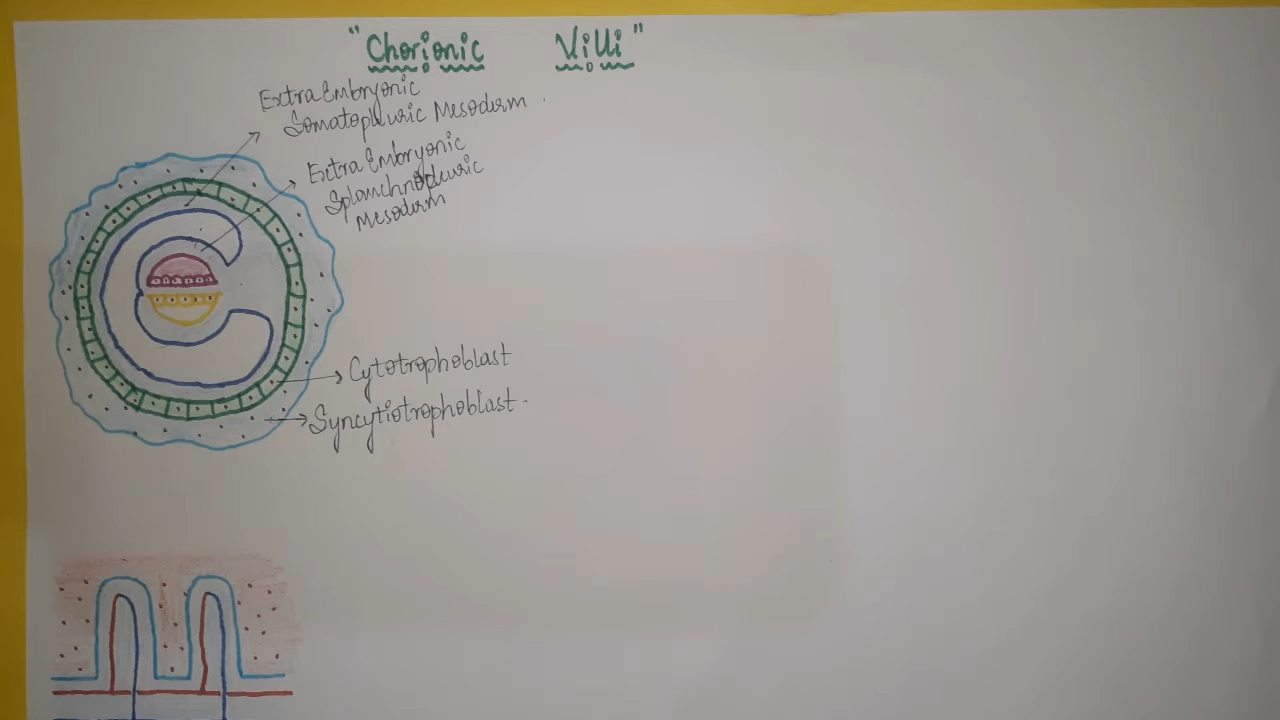 "Chorionic Villi"
Extra Embryonic
Somatopleuric Mesoderm.
Extra Embryonic
Splanchnopleuric
Mesoderm
Cytotrophoblast
Syncytiotrophoblast.